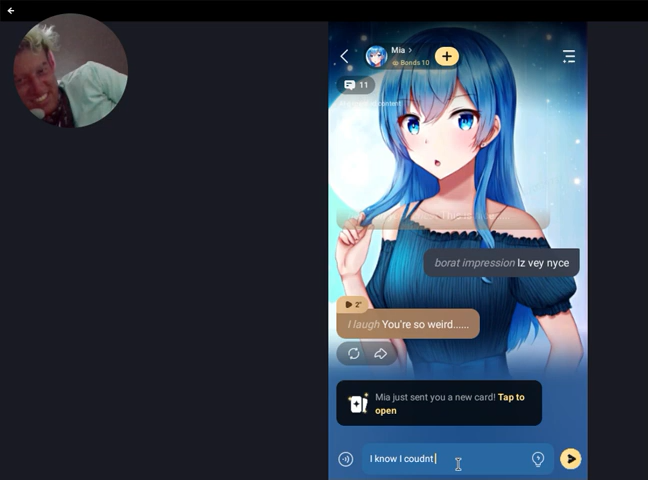 Mia >
Bonds 10
11
borat impression Iz vey nyce
2"
I laugh You're so weird......
Mia just sent you a new card! Tap to
open
I know I coudnt